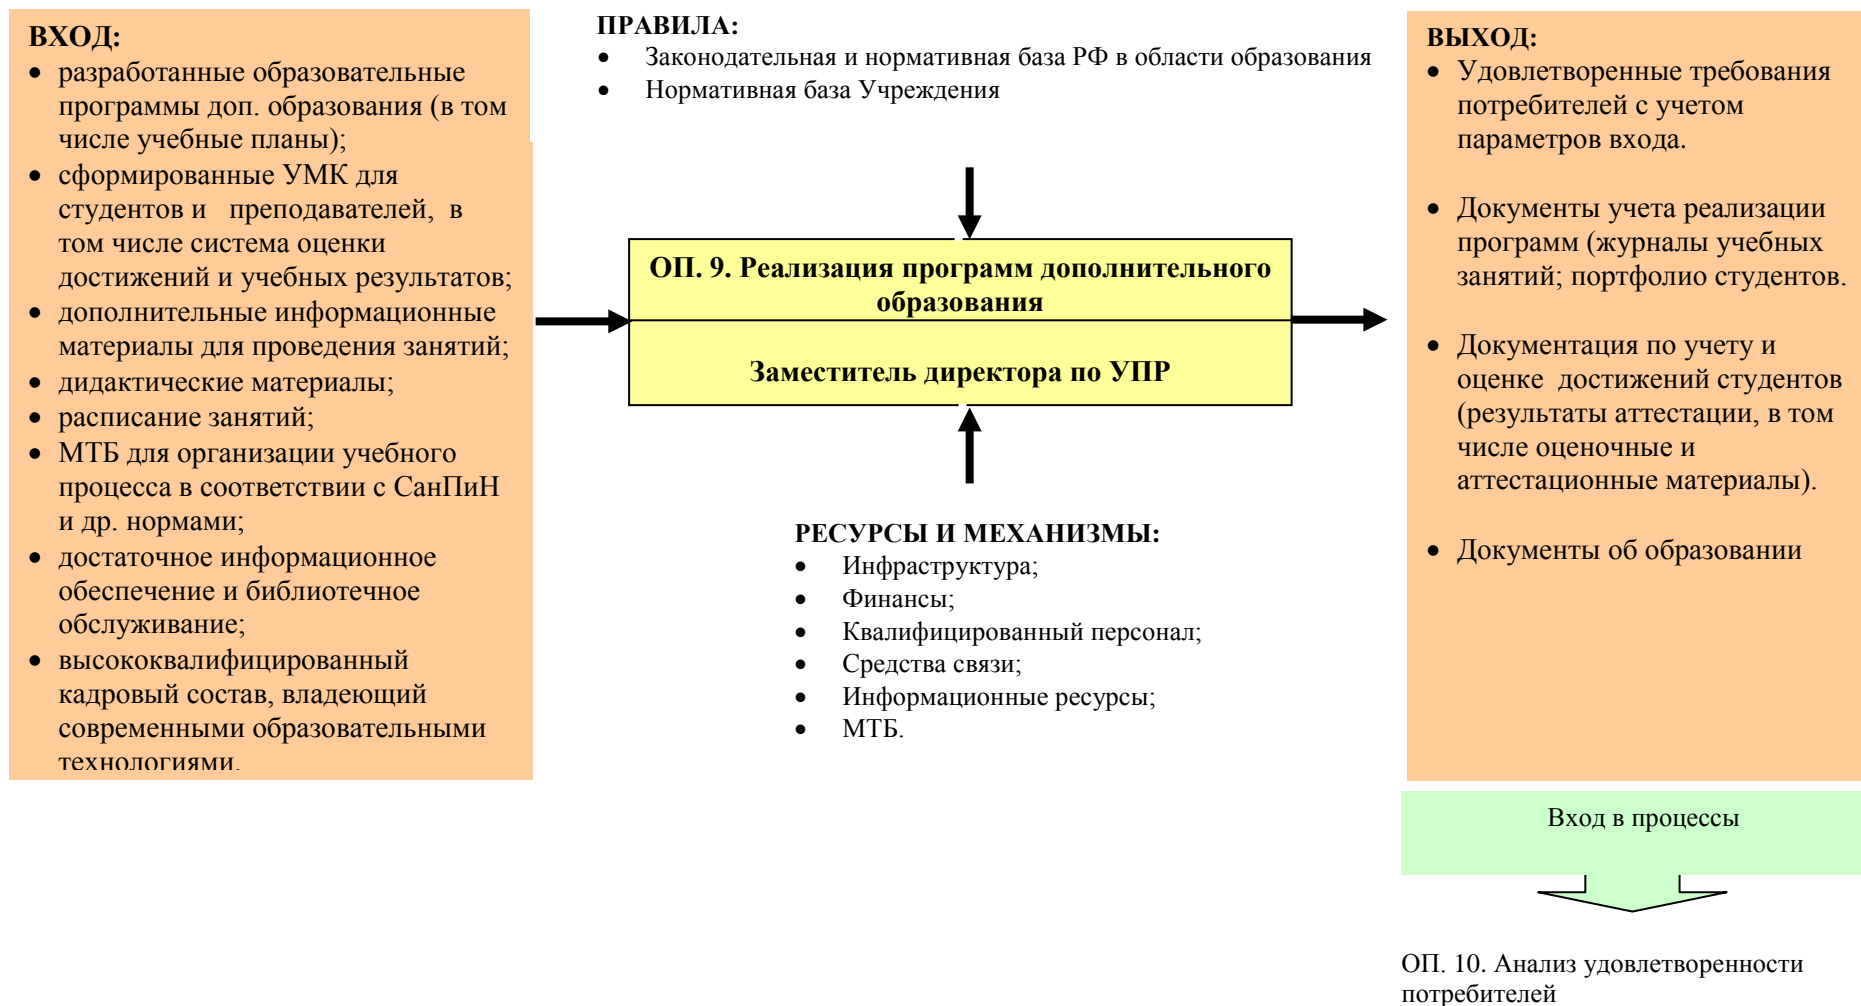 ВХОД:
• разработанные образовательные
программы доп. образования (в том
числе учебные планы);
• сформированные УМК для
студентов и преподавателей, в
том числе система оценки
достижений и учебных результатов;
• дополнительные информационные
материалы для проведения занятий;
• дидактические материалы;
• расписание занятий;
• МТБ для организации учебного
процесса в соответствии с СанПиН
и др. нормами;
• достаточное информационное
обеспечение и библиотечное
обслуживание;
• высококвалифицированный
кадровый состав, владеющий
современными образовательными
технологиями.
ПРАВИЛА:
• Законодательная и нормативная база РФ в области образования
• Нормативная база Учреждения
ОП. 9. Реализация программ дополнительного
образования
Заместитель директора по УПР
РЕСУРСЫ И МЕХАНИЗМЫ:
• Инфраструктура;
• Финансы;
• Квалифицированный персонал;
• Средства связи;
• Информационные ресурсы;
• МТБ.
ВЫХОД:
• Удовлетворенные требования
потребителей с учетом
параметров входа.
• Документы учета реализации
программ (журналы учебных
занятий; портфолио студентов.
• Документация по учету и
оценке достижений студентов
(результаты аттестации, в том
числе оценочные и
аттестационные материалы).
• Документы об образовании
Вход в процессы
ОП. 10. Анализ удовлетворенности
потребителей